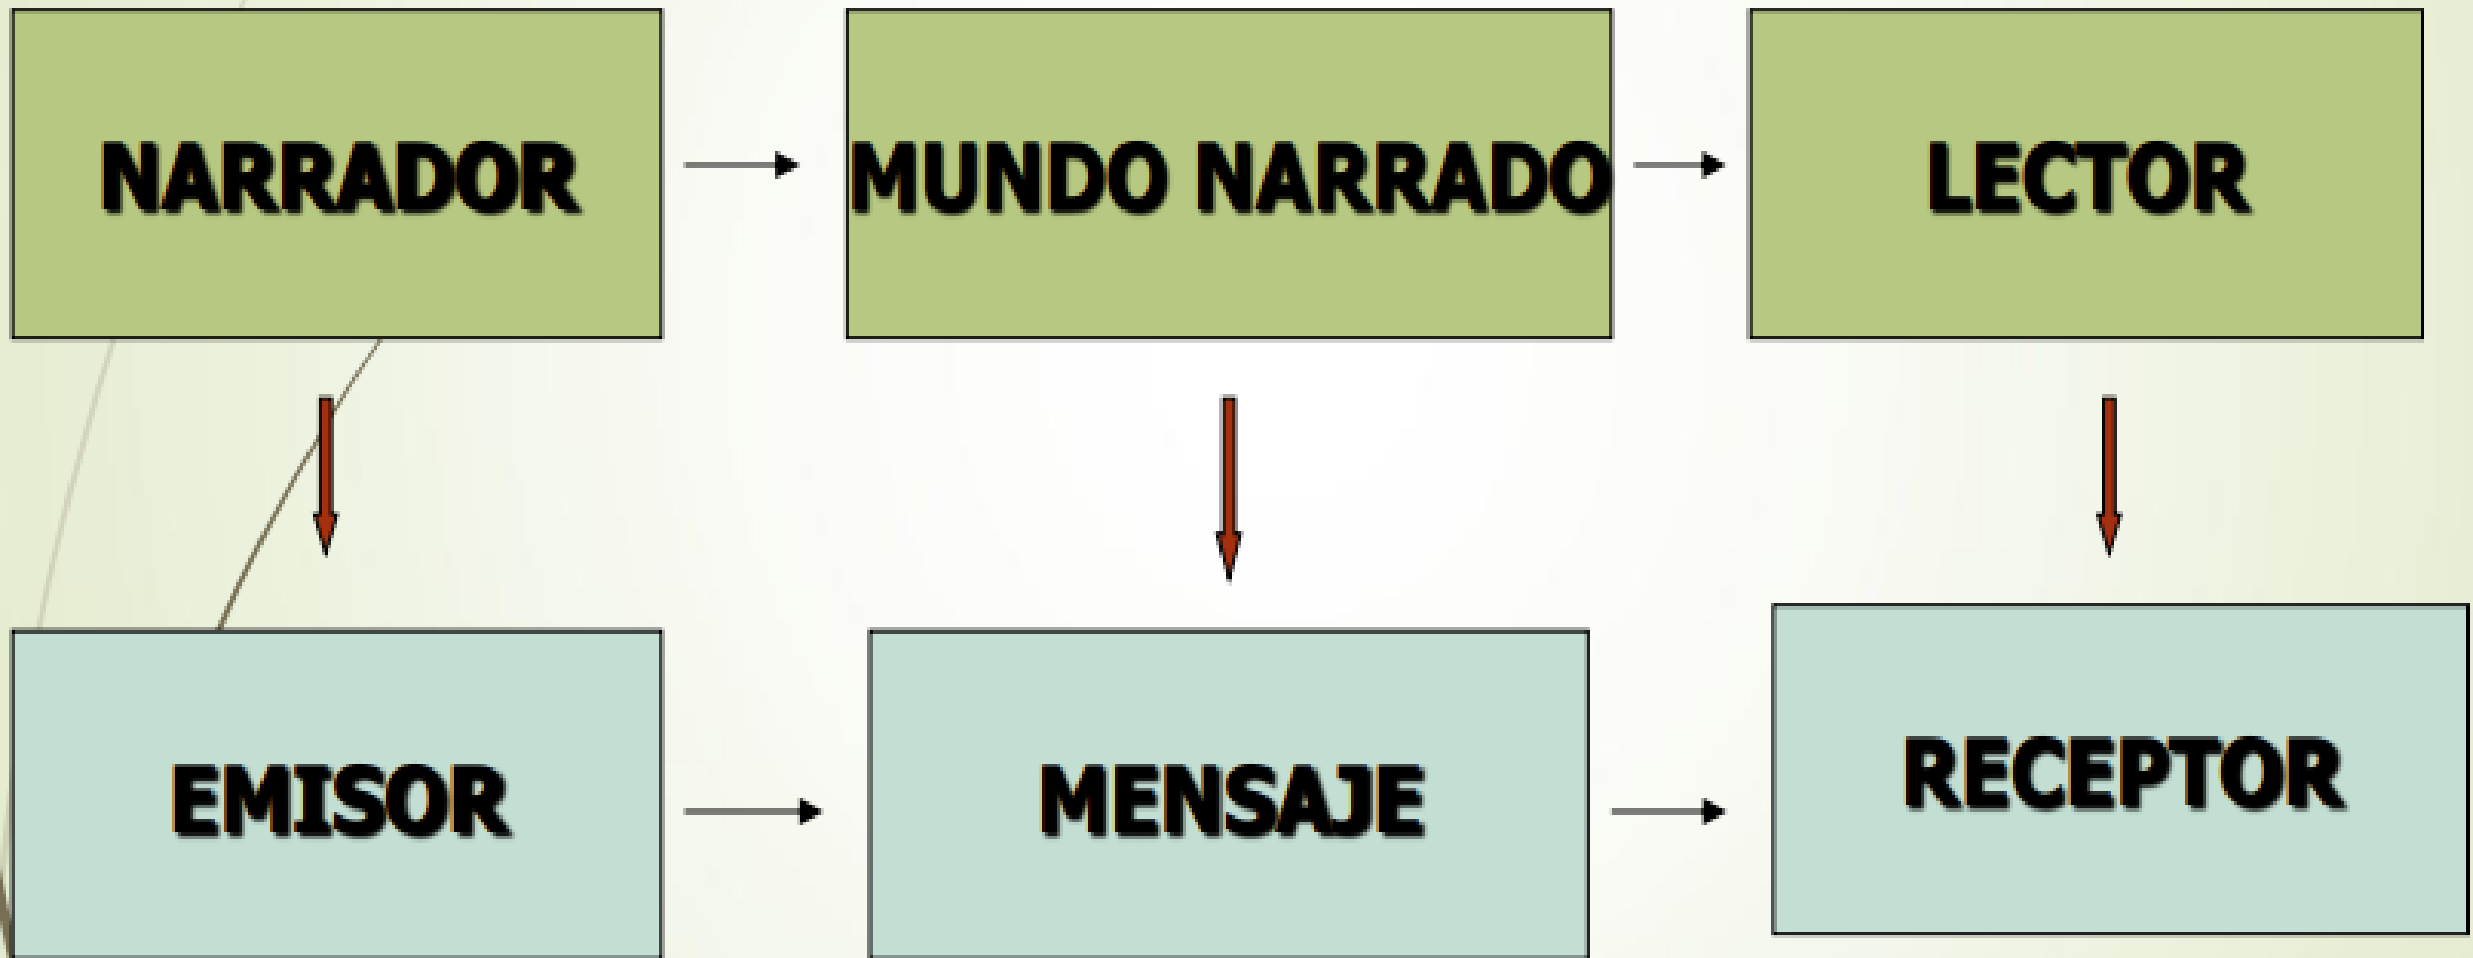 NARRADOR
MUNDO NARRADO
LECTOR
EMISOR
MENSAJE
RECEPTOR